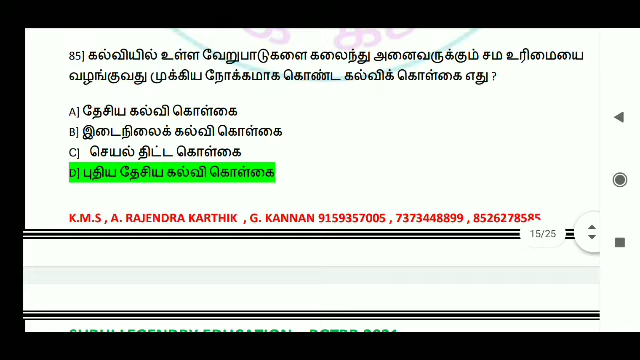 85] கல்வியில் உள்ள வேறுபாடுகளை கலைந்து அனைவருக்கும் சம உரிமையை
வழங்குவது முக்கிய நோக்கமாக கொண்ட கல்விக் கொள்கை எது ?
A] தேசிய கல்வி கொள்கை
B] இடைநிலைக் கல்வி கொள்கை
C] செயல் திட்ட கொள்கை
D] புதிய தேசிய கல்வி கொள்கை
K.M.S , A. RAJENDRA KARTHIK , G. KANNAN 9159357005 , 7373448899 , 8526278585
15/25